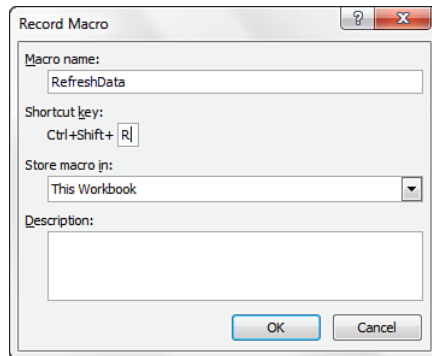 Record Macro
Macro name:
RefreshData
Shortcut key:
Ctrl+Shift+ R
Store macro in:
This Workbook
Description:
OK Cancel